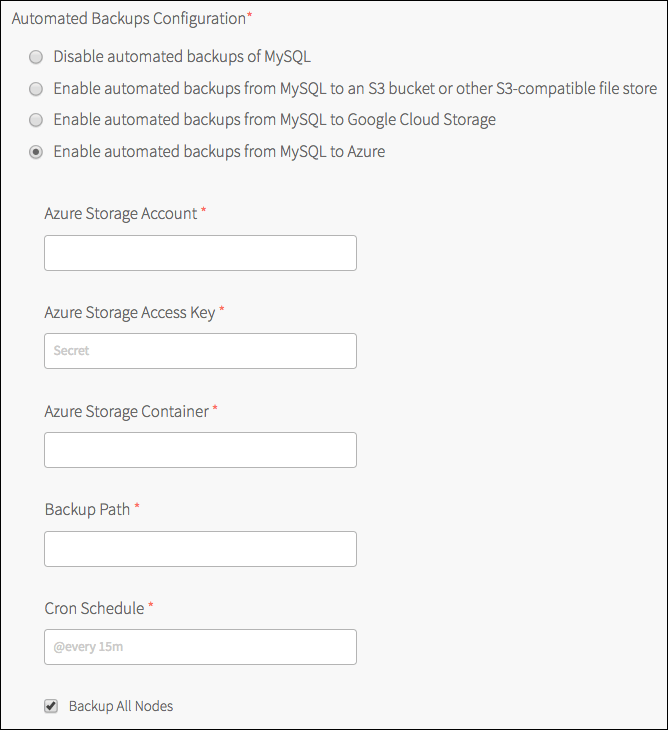 Automated Backups Configuration*
Disable automated backups of MySQL
Enable automated backups from MySQL to an S3 bucket or other S3-compatible file store
Enable automated backups from MySQL to Google Cloud Storage
Enable automated backups from MySQL to Azure
Azure Storage Account *
Azure Storage Access Key *
Secret
Azure Storage Container *
Backup Path *
Cron Schedule *
@every 15m
Backup All Nodes